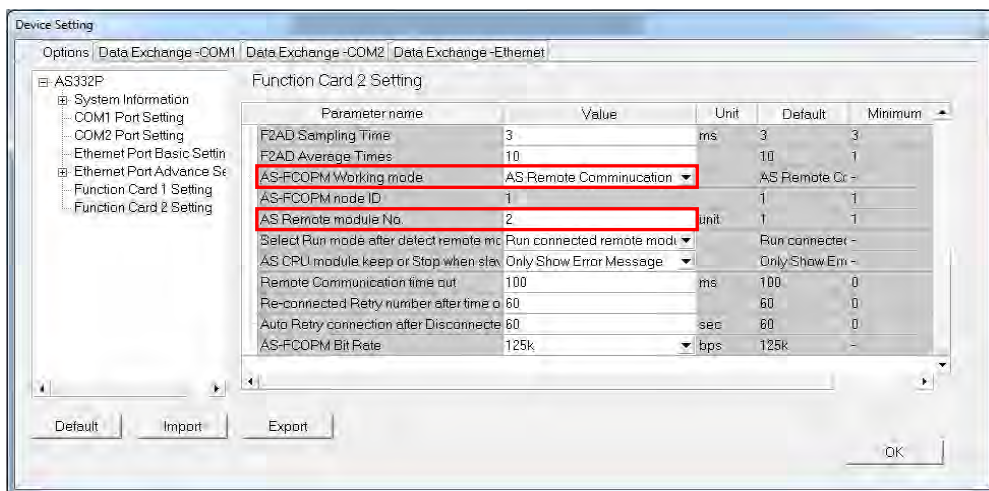 Device Setting
Options Data Exchange -COM1 Data Exchange -COM2 Data Exchange -Ethernet
AS332P
System Information
COM1 Port Setting
COM2 Port Setting
Ethernet Port Basic Settin
Ethernet Port Advance Se
Function Card 1 Setting
Function Card 2 Setting
Function Card 2 Setting
Parameter name Value Unit Default Minimum
F2AD Sampling Time 3 ms 3 3
F2AD Average Times 10 10 1
AS-FCOPM Working mode AS Remote Comminucation AS Remote Cc -
AS-FCOPM node ID 1 1 1
AS Remote module No. 2 unit 1 1
Select Run mode after detect remote mc Run connected remote modu Run connectec -
AS CPU module keep or Stop when slav Only Show Error Message Only Show Err -
Remote Communication time out 100 ms 100 0
Re-connected Retry number after time o 60 60 0
Auto Retry connection after Disconnecte 60 sec 60 0
AS-FCOPM Bit Rate 125k bps 125k -
Default Import Export
OK